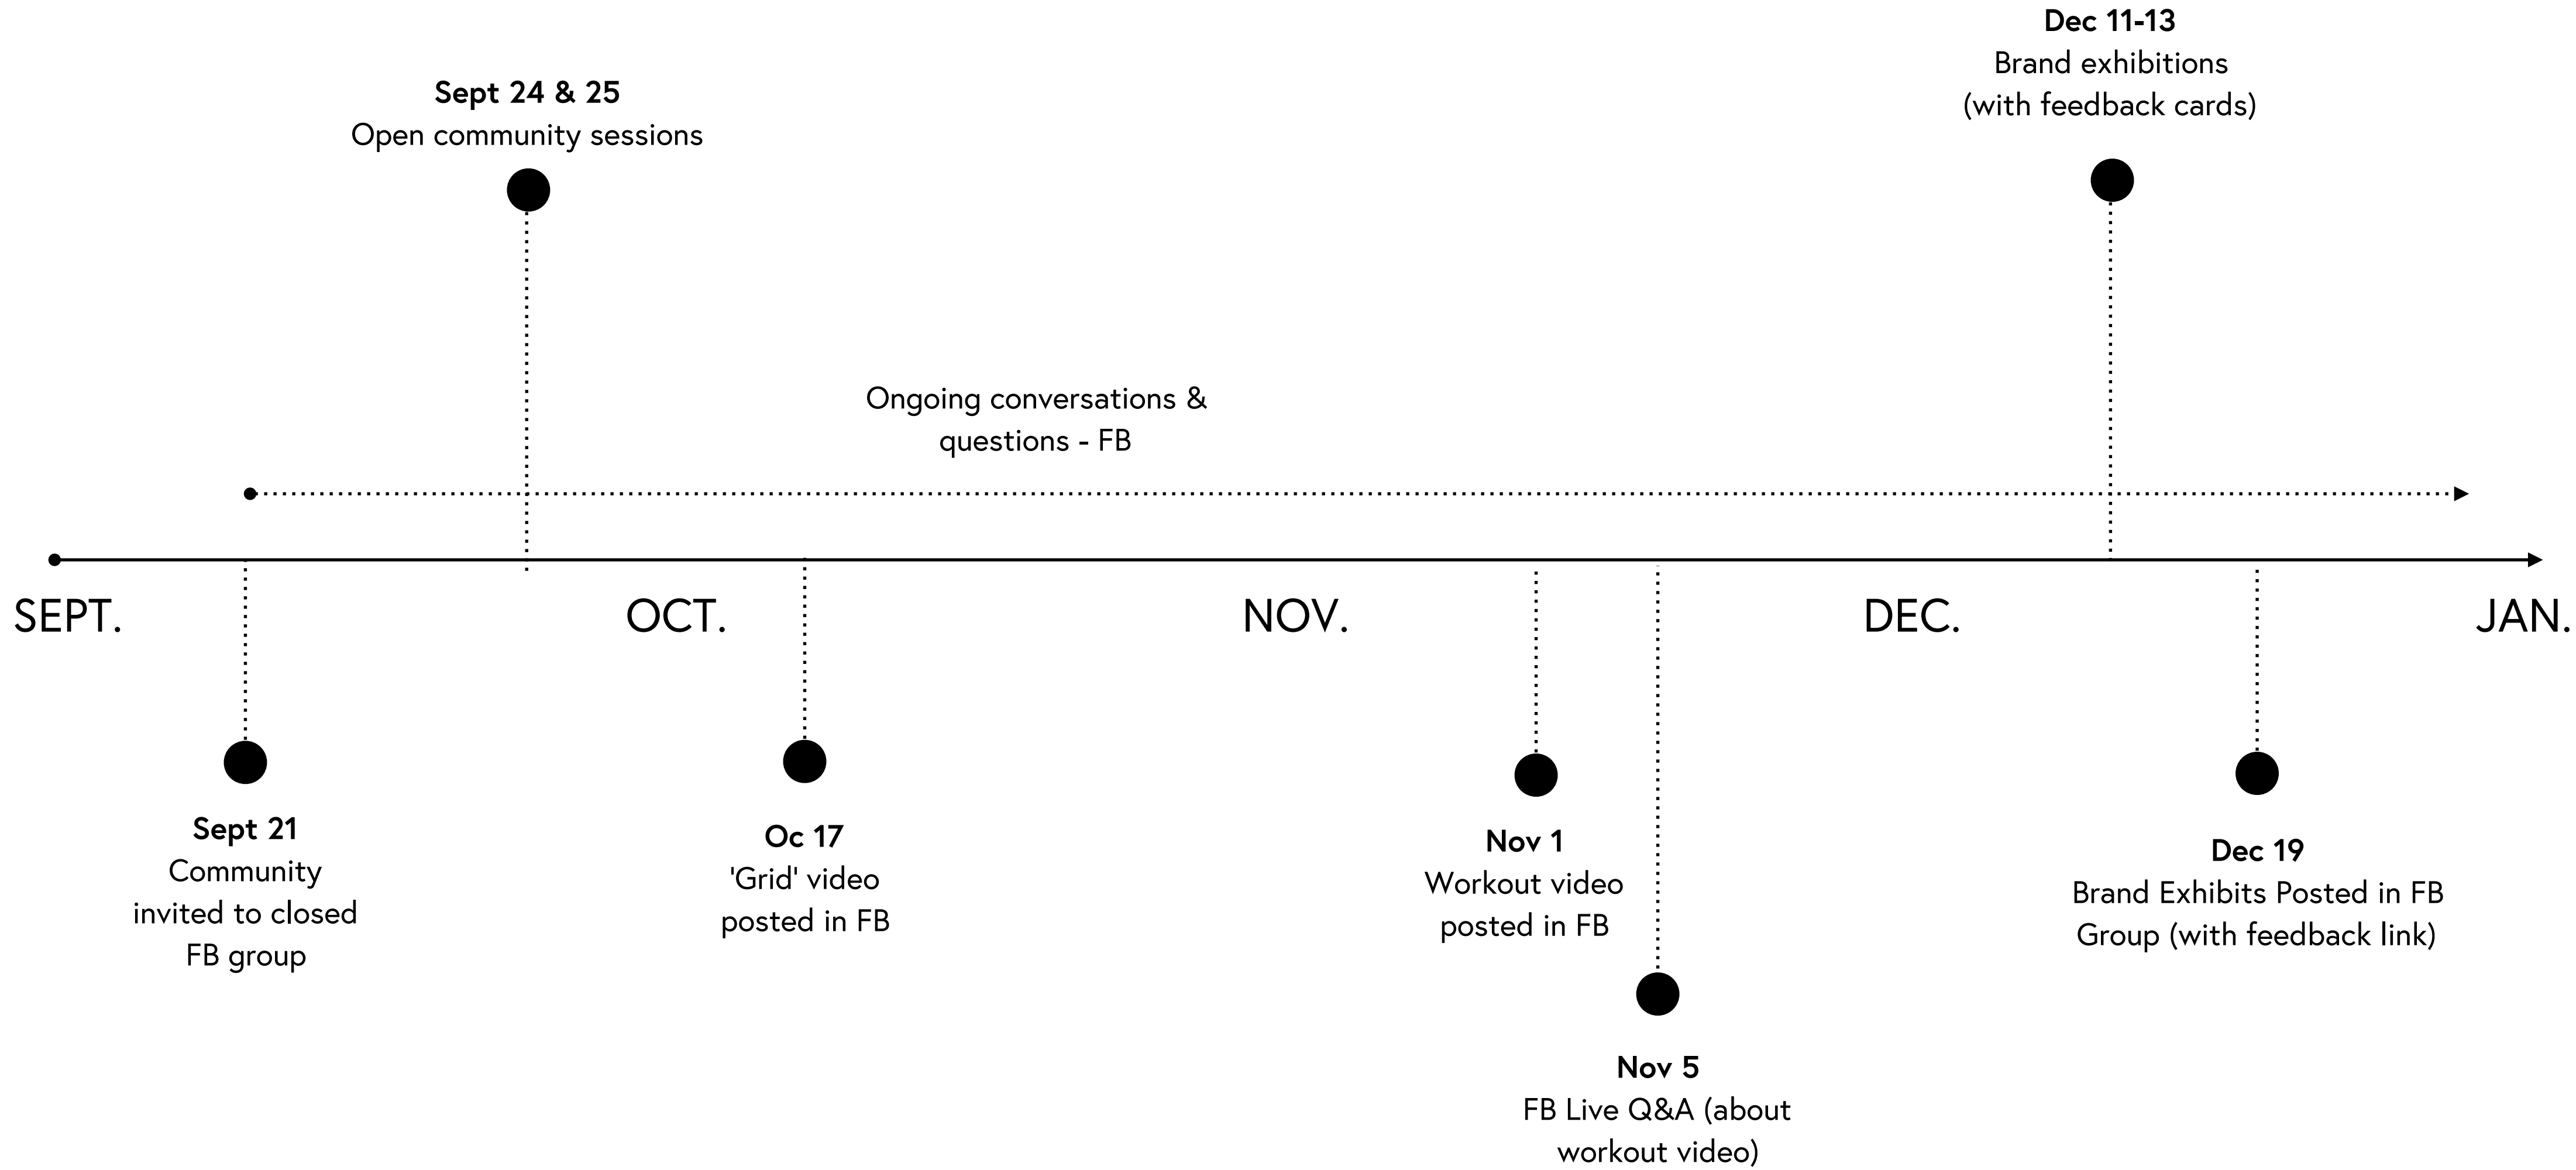 Dec 11-13
Brand exhibitions
(with feedback cards)
Sept 24 & 25
Open community sessions
Ongoing conversations &
questions - FB
SEPT.
OCT.
NOV.
DEC.
JAN.
Sept 21
Community
invited to closed
FB group
Oc 17
'Grid' video
posted in FB
Nov 1
Workout video
posted in FB
Nov 5
FB Live Q&A (about
workout video)
Dec 19
Brand Exhibits Posted in FB
Group (with feedback link)